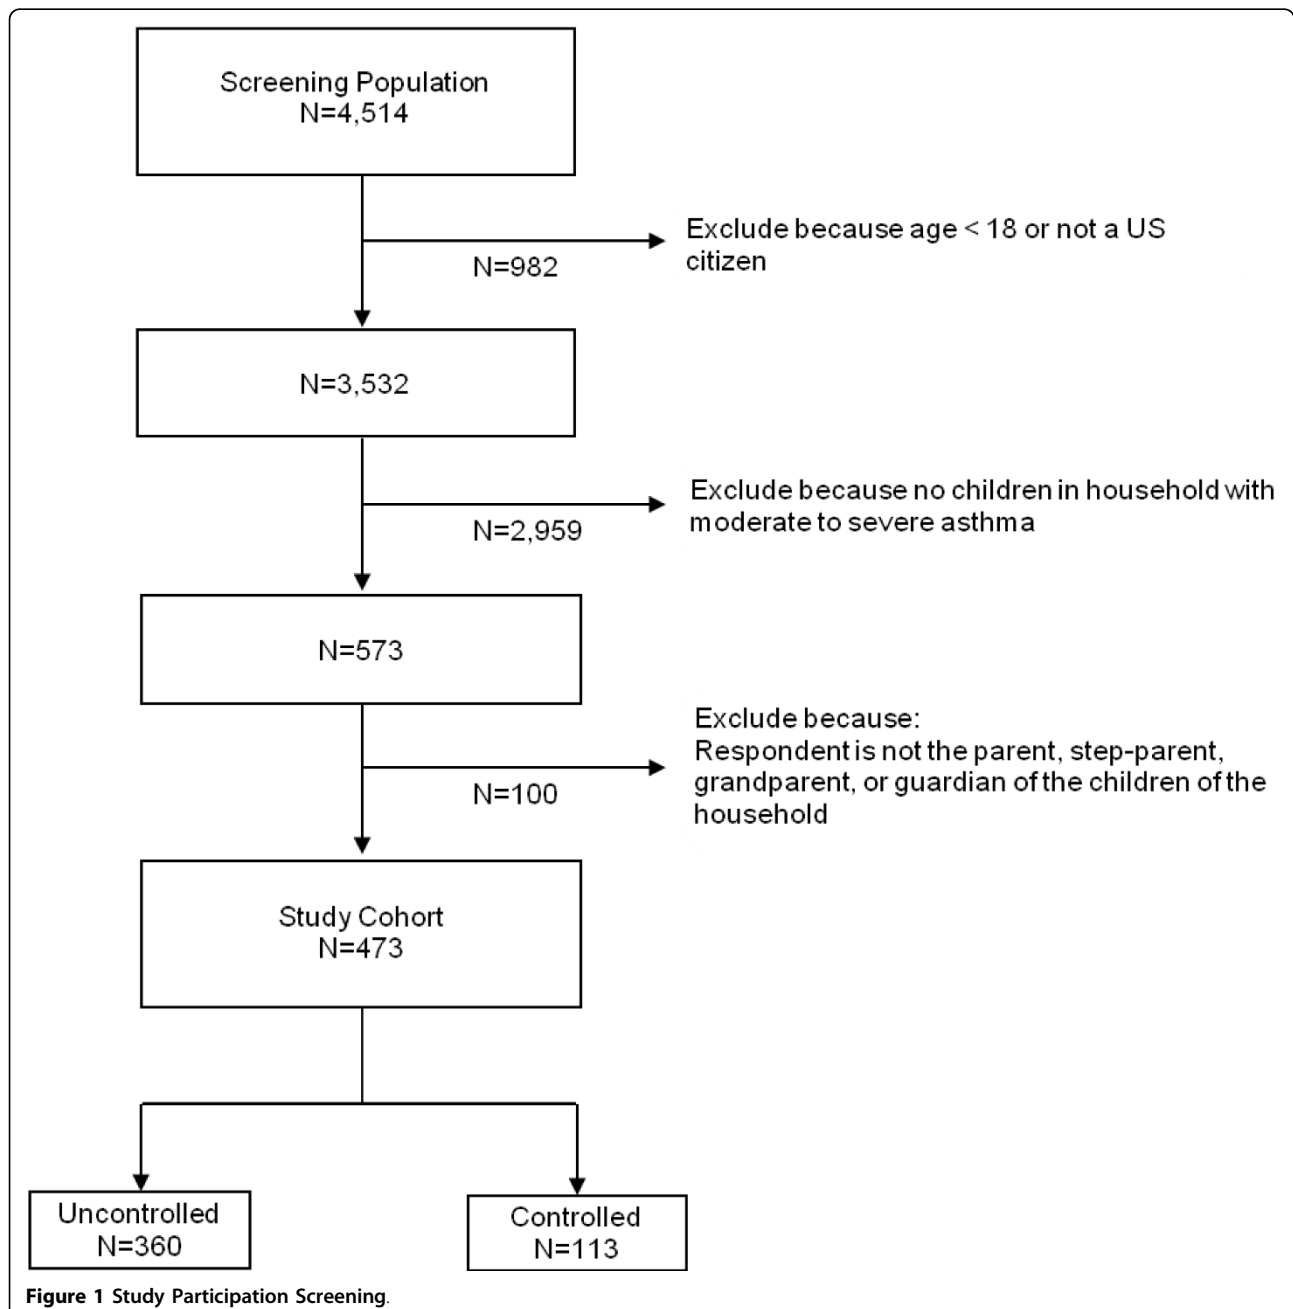 Screening Population
N=4,514
Exclude because age < 18 or not a US
citizen
N=982
N=3,532
Exclude because no children in household with
moderate to severe asthma
N=2,959
N=573
Exclude because:
Respondent is not the parent, step-parent,
grandparent, or guardian of the children of the
household
N=100
Study Cohort
N=473
Uncontrolled
N=360
Controlled
N=113
Figure 1 Study Participation Screening.